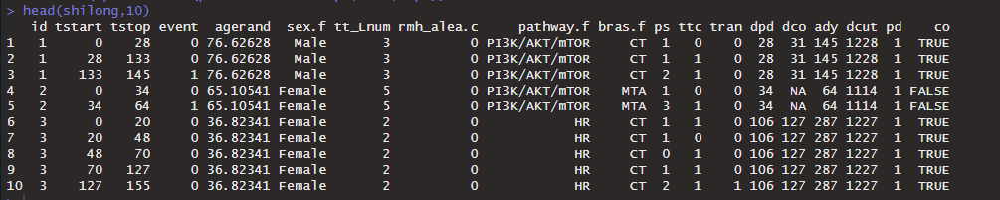 > head(shilong,10)
   id tstart tstop event  agerand  sex.f tt_Lnum rmh_alea.c    pathway.f bras.f ps ttc tran dpd dco ady dcut pd    co
1   1      0    28     0 76.62628   Male       3          0 PI3K/AKT/mTOR     CT  1   0    0  28  31 145 1228  1  TRUE
2   1     28   133     0 76.62628   Male       3          0 PI3K/AKT/mTOR     CT  1   1    0  28  31 145 1228  1  TRUE
3   1    133   145     1 76.62628   Male       3          0 PI3K/AKT/mTOR     CT  2   1    0  28  31 145 1228  1  TRUE
4   2      0    34     0 65.10541 Female       5          0 PI3K/AKT/mTOR    MTA  1   0    0  34  NA  64 1114  1 FALSE
5   2     34    64     1 65.10541 Female       5          0 PI3K/AKT/mTOR    MTA  3   1    0  34  NA  64 1114  1 FALSE
6   3      0    20     0 36.82341 Female       2          0            HR     CT  1   1    0 106 127 287 1227  1  TRUE
7   3     20    48     0 36.82341 Female       2          0            HR     CT  1   0    0 106 127 287 1227  1  TRUE
8   3     48    70     0 36.82341 Female       2          0            HR     CT  0   1    0 106 127 287 1227  1  TRUE
9   3     70   127     0 36.82341 Female       2          0            HR     CT  1   1    0 106 127 287 1227  1  TRUE
10  3    127   155     0 36.82341 Female       2          0            HR     CT  2   1    1 106 127 287 1227  1  TRUE